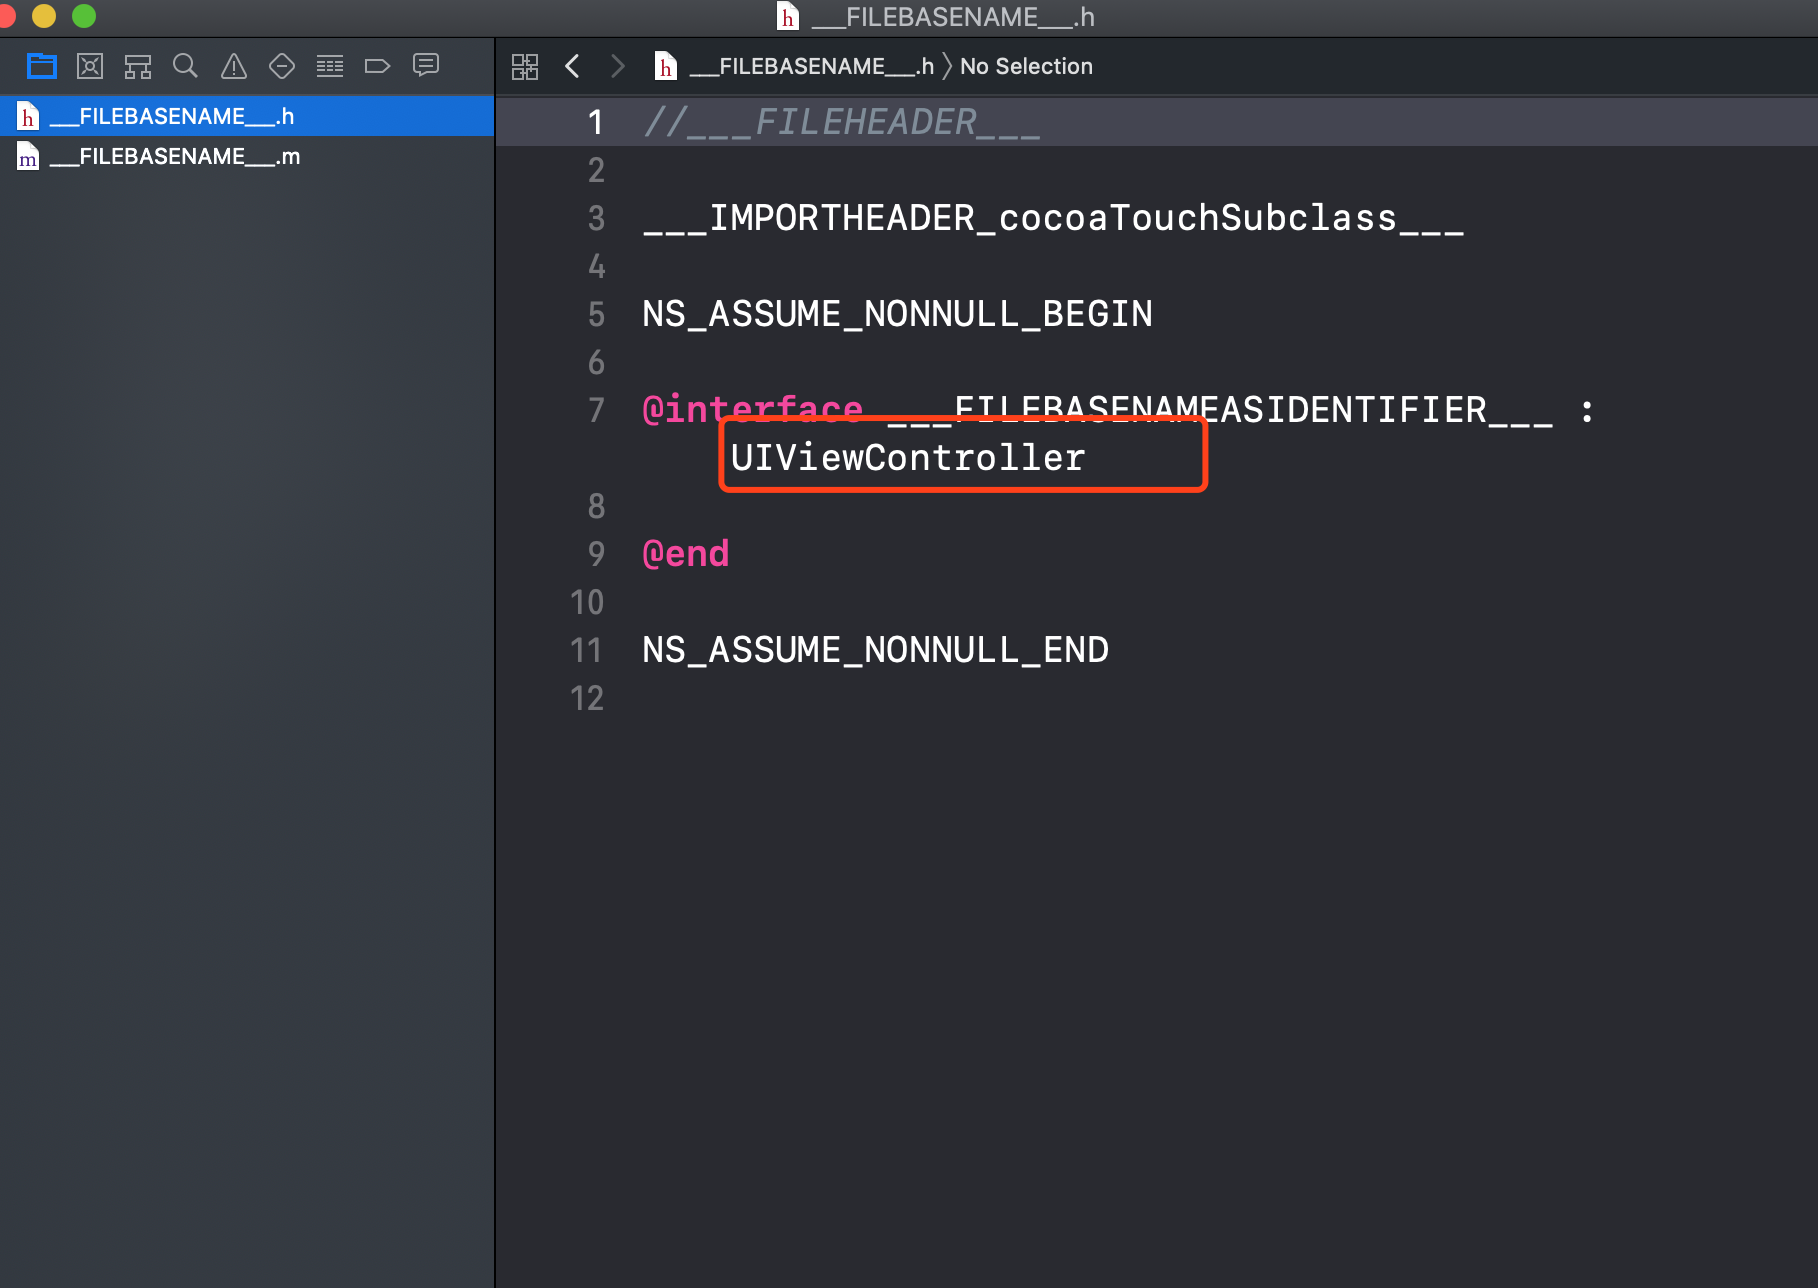 ___FILEBASENAME___.h
___FILEBASENAME___.h
___FILEBASENAME___.m
___FILEBASENAME___.h 〉 No Selection
1 //___FILEHEADER___
2
3 ___IMPORTHEADER_cocoaTouchSubclass___
4
5 NS_ASSUME_NONNULL_BEGIN
6
7 @interface ___FILEBASENAMEASIDENTIFIER___ :
UIViewController
8
9 @end
10
11 NS_ASSUME_NONNULL_END
12